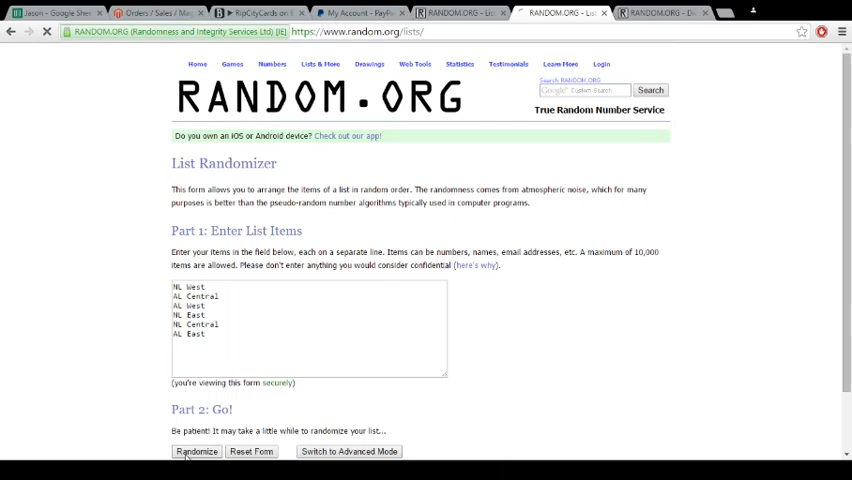 Jason - Google Shee
Orders / Sales / Mag
RipCityCards on
My Account - PayP
RANDOM.ORG - Lis
RANDOM.ORG - Lis
RANDOM.ORG - D
RANDOM.ORG (Randomness and Integrity Services Ltd) [IE] https://www.random.org/lists/
Home Games Numbers Lists & More Drawings Web Tools Statistics Testimonials Learn More Login
Search RANDOM.ORG
Google™ Custom Search Search
RANDOM.ORG
True Random Number Service
Do you own an iOS or Android device? Check out our app!
List Randomizer
This form allows you to arrange the items of a list in random order. The randomness comes from atmospheric noise, which for many
purposes is better than the pseudo-random number algorithms typically used in computer programs.
Part 1: Enter List Items
Enter your items in the field below, each on a separate line. Items can be numbers, names, email addresses, etc. A maximum of 10,000
items are allowed. Please don't enter anything you would consider confidential (here's why).
NL West
AL Central
AL West
NL East
NL Central
AL East
(you're viewing this form securely)
Part 2: Go!
Be patient! It may take a little while to randomize your list...
Randomize Reset Form Switch to Advanced Mode